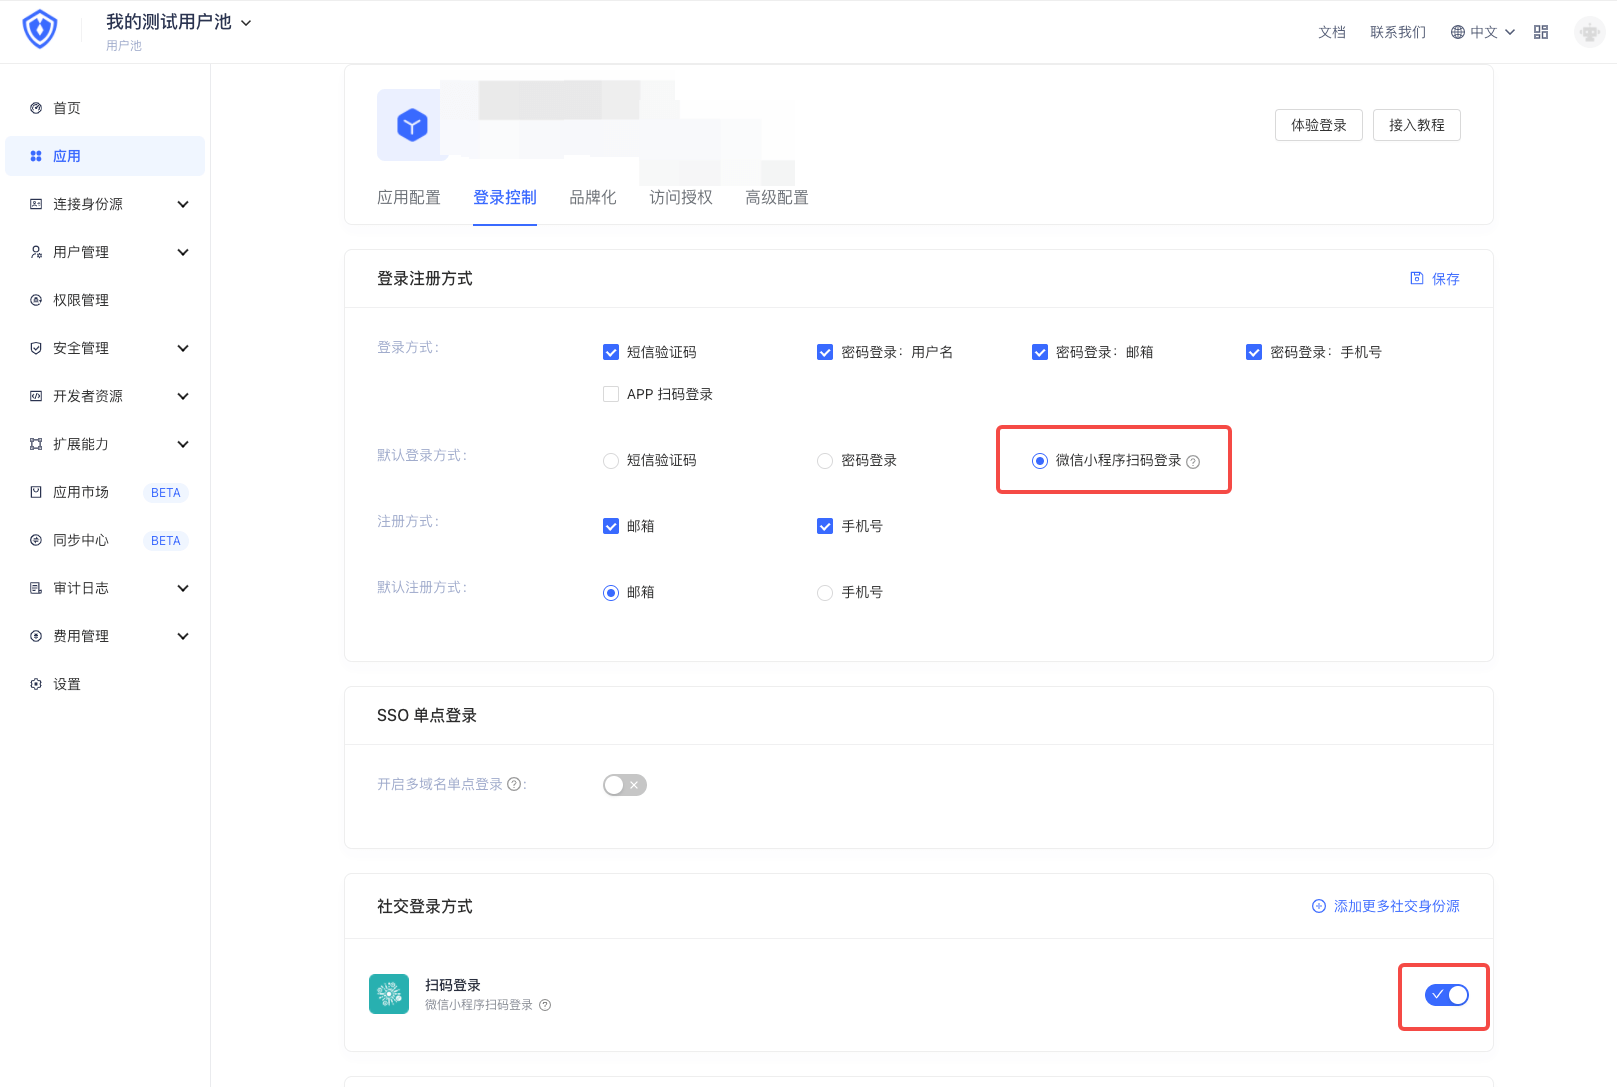 我的测试用户池
用户池
文档 联系我们 中文
首页
应用
连接身份源
用户管理
权限管理
安全管理
开发者资源
扩展能力
应用市场 BETA
同步中心 BETA
审计日志
费用管理
设置
体验登录 接入教程
应用配置 登录控制 品牌化 访问授权 高级配置
登录注册方式 保存
登录方式: 短信验证码 密码登录：用户名 密码登录：邮箱 密码登录：手机号
APP 扫码登录
默认登录方式: 短信验证码 密码登录 微信小程序扫码登录
注册方式: 邮箱 手机号
默认注册方式: 邮箱 手机号
SSO 单点登录
开启多域名单点登录 :
社交登录方式 添加更多社交身份源
扫码登录
微信小程序扫码登录